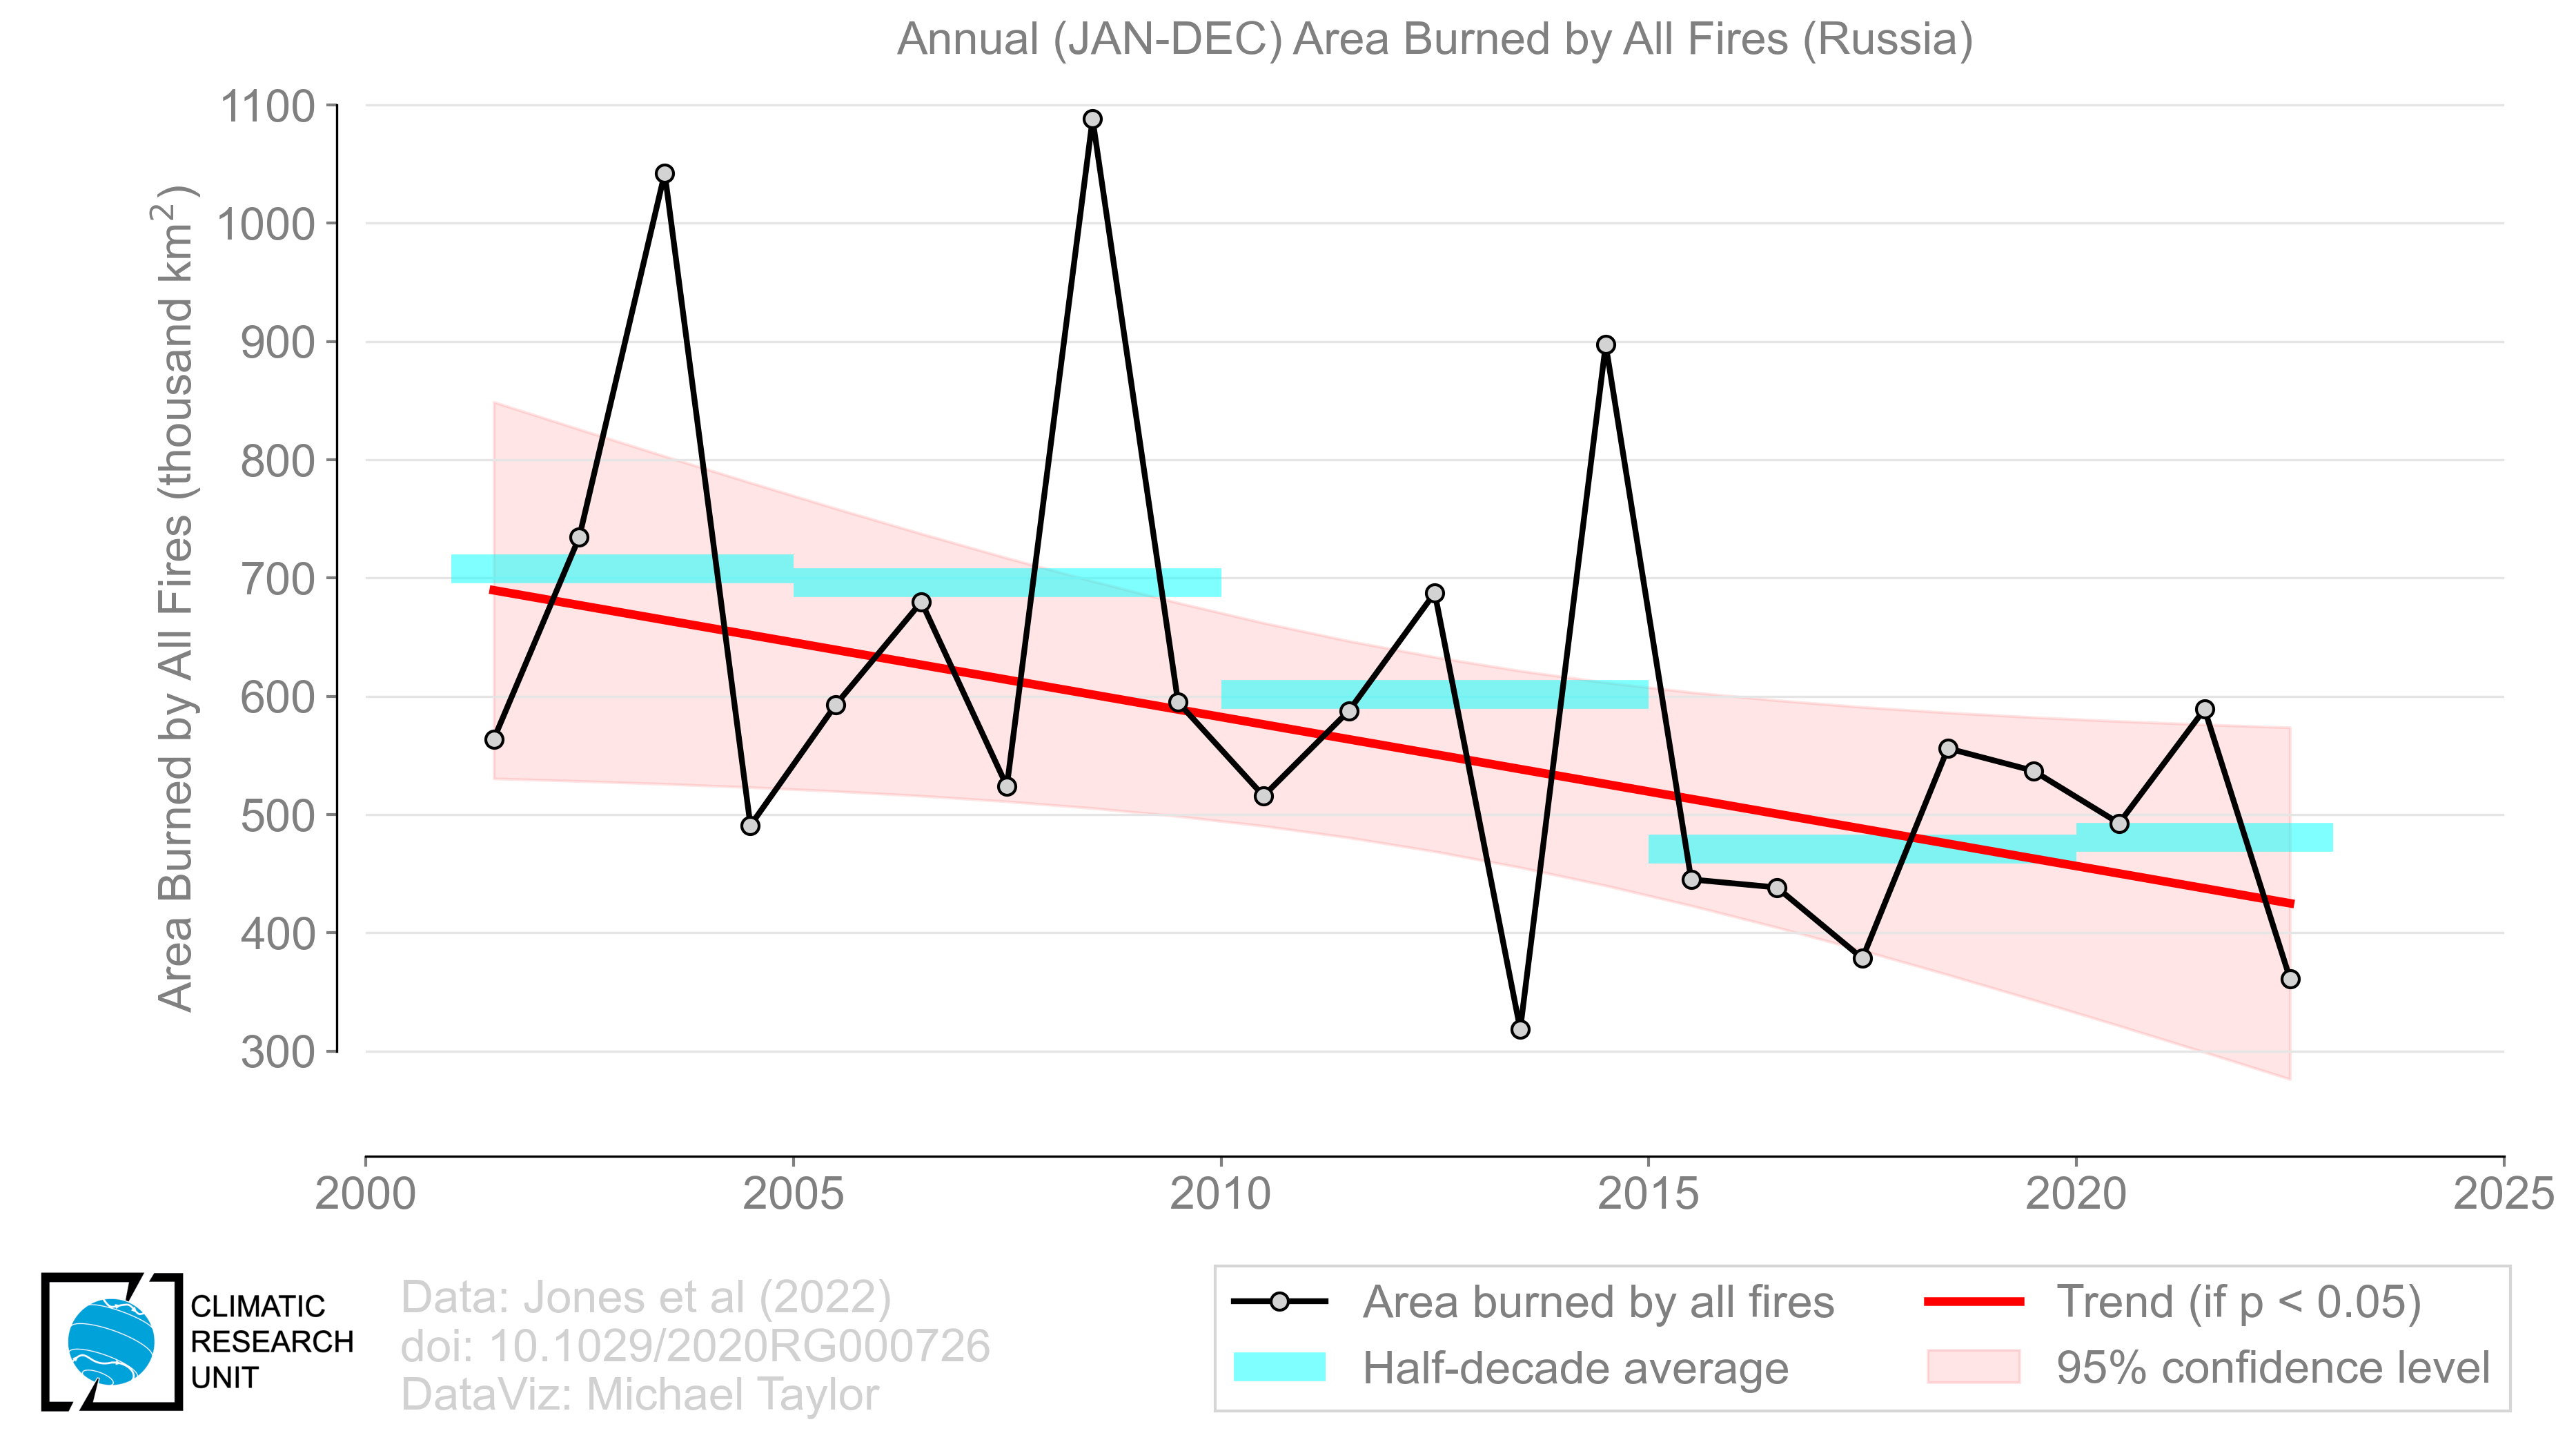 Annual (JAN-DEC) Area Burned by All Fires (Russia)
Area Burned by All Fires (thousand km²)
1100
1000
900
800
700
600
500
400
300
2000
2005
2010
2015
2020
2025
CLIMATIC
RESEARCH
UNIT
Data: Jones et al (2022)
doi: 10.1029/2020RG000726
DataViz: Michael Taylor
Area burned by all fires
Half-decade average
Trend (if p < 0.05)
95% confidence level